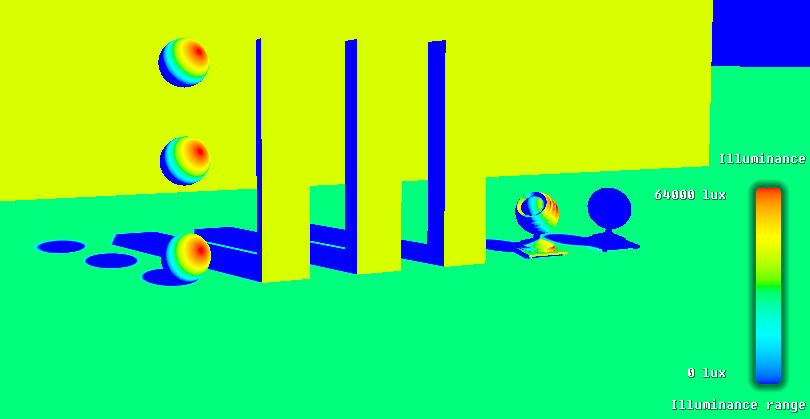 Illuminance
64000 lux
0 lux
Illuminance range